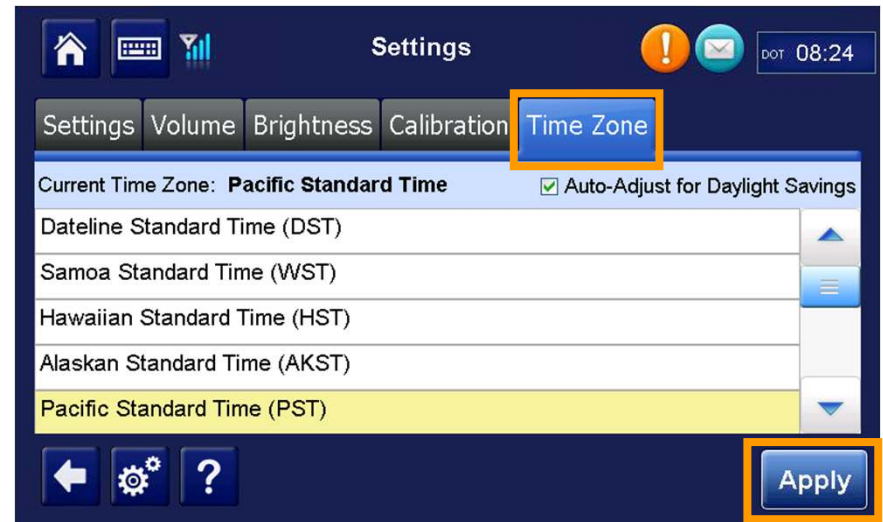 Settings
DOT 08:24
Settings Volume Brightness Calibration Time Zone
Current Time Zone: Pacific Standard Time Auto-Adjust for Daylight Savings
Dateline Standard Time (DST)
Samoa Standard Time (WST)
Hawaiian Standard Time (HST)
Alaskan Standard Time (AKST)
Pacific Standard Time (PST)
?
Apply